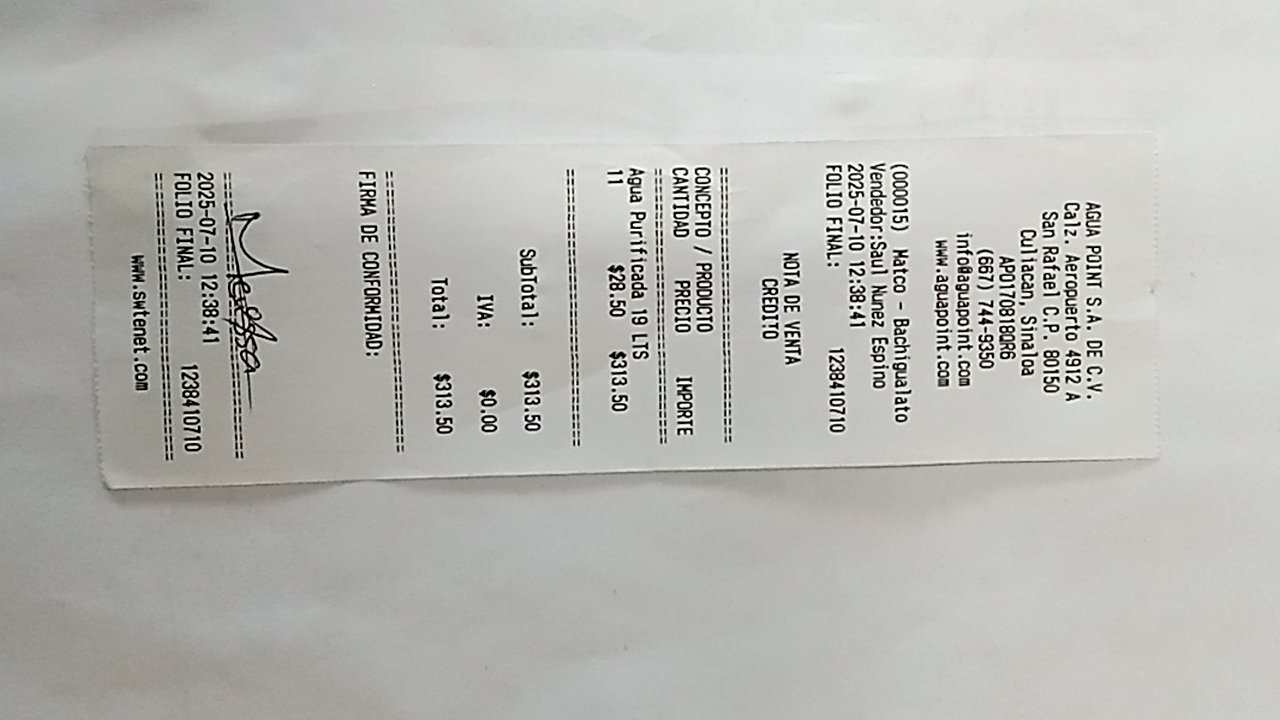 AGUA POINT S.A. DE C.V.
Calz. Aeropuerto 4912 A
San Rafael C.P. 80150
Culiacan, Sinaloa
APO170818QR6
(667) 744-9350
info@aguapoint.com
www.aguapoint.com
(000015) Matco - Bachigualato
Vendedor:Saul Nunez Espino
2025-07-10 12:38:41
FOLIO FINAL: 1238410710
NOTA DE VENTA
CREDITO
================================
CONCEPTO / PRODUCTO
CANTIDAD PRECIO IMPORTE
================================
Agua Purificada 19 LTS
11 $28.50 $313.50
================================
SubTotal: $313.50
IVA: $0.00
Total: $313.50
================================
FIRMA DE CONFORMIDAD:
================================
2025-07-10 12:38:41
FOLIO FINAL: 1238410710
================================
www.swtenet.com